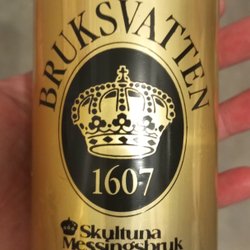 BRUKSVATTEN
1607
Skultuna
Messingsbruk